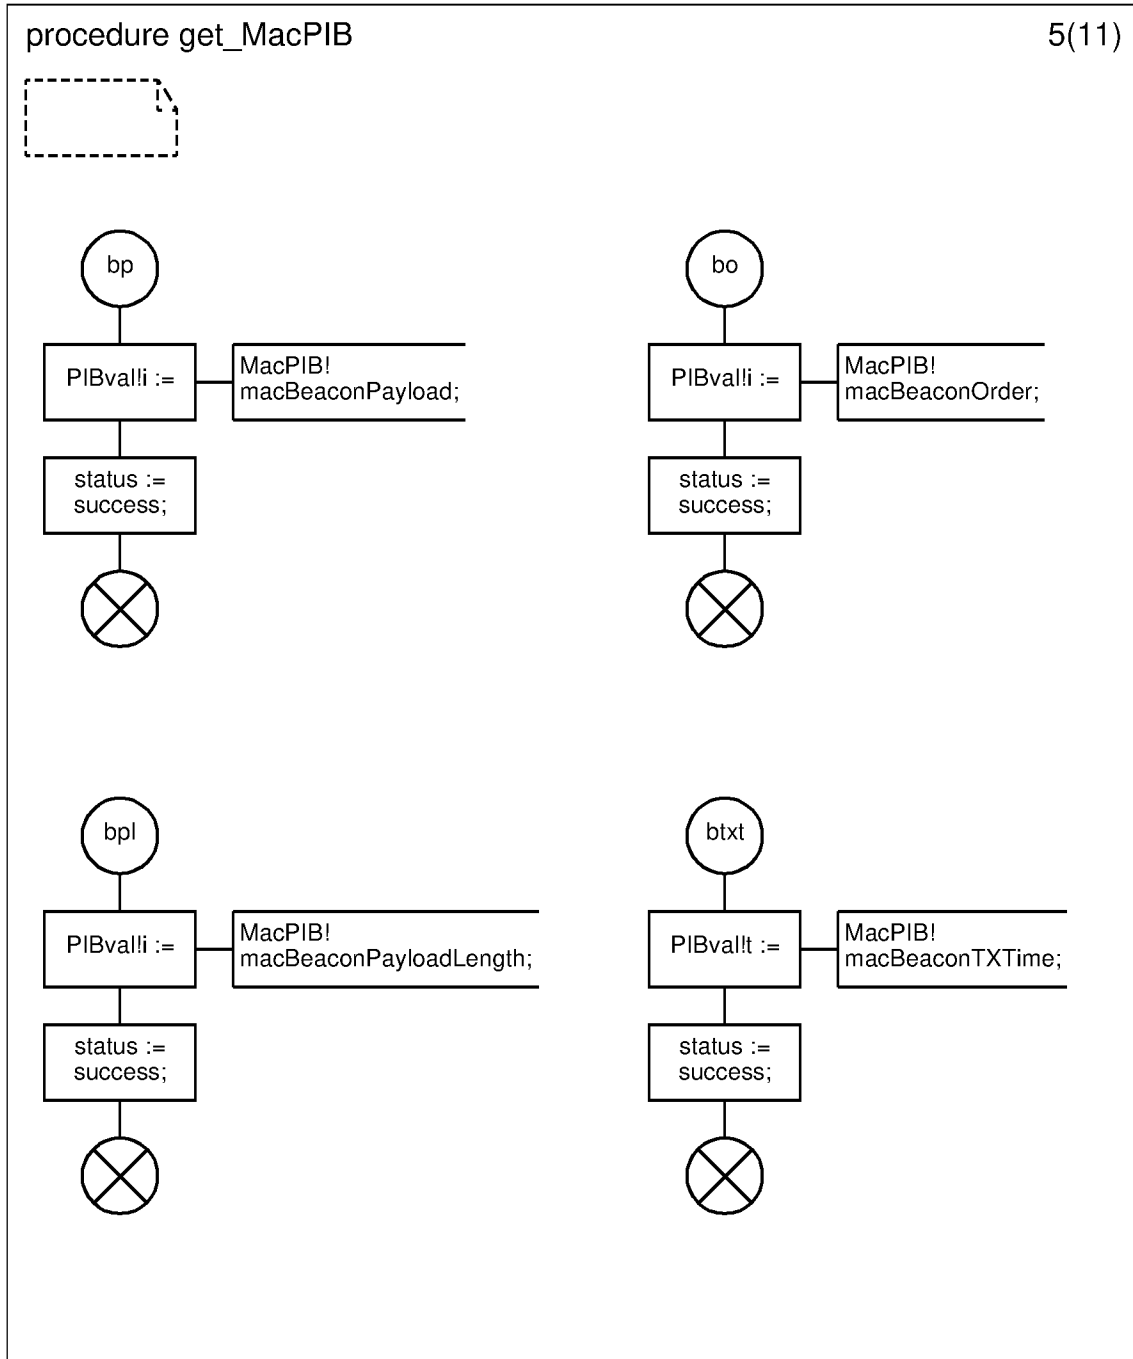 procedure get_MacPIB
5(11)
bp
PIBval!i :=
MacPIB!
macBeaconPayload;
status :=
success;
bo
PIBval!i :=
MacPIB!
macBeaconOrder;
status :=
success;
bpl
PIBval!i :=
MacPIB!
macBeaconPayloadLength;
status :=
success;
btxt
PIBval!t :=
MacPIB!
macBeaconTXTime;
status :=
success;